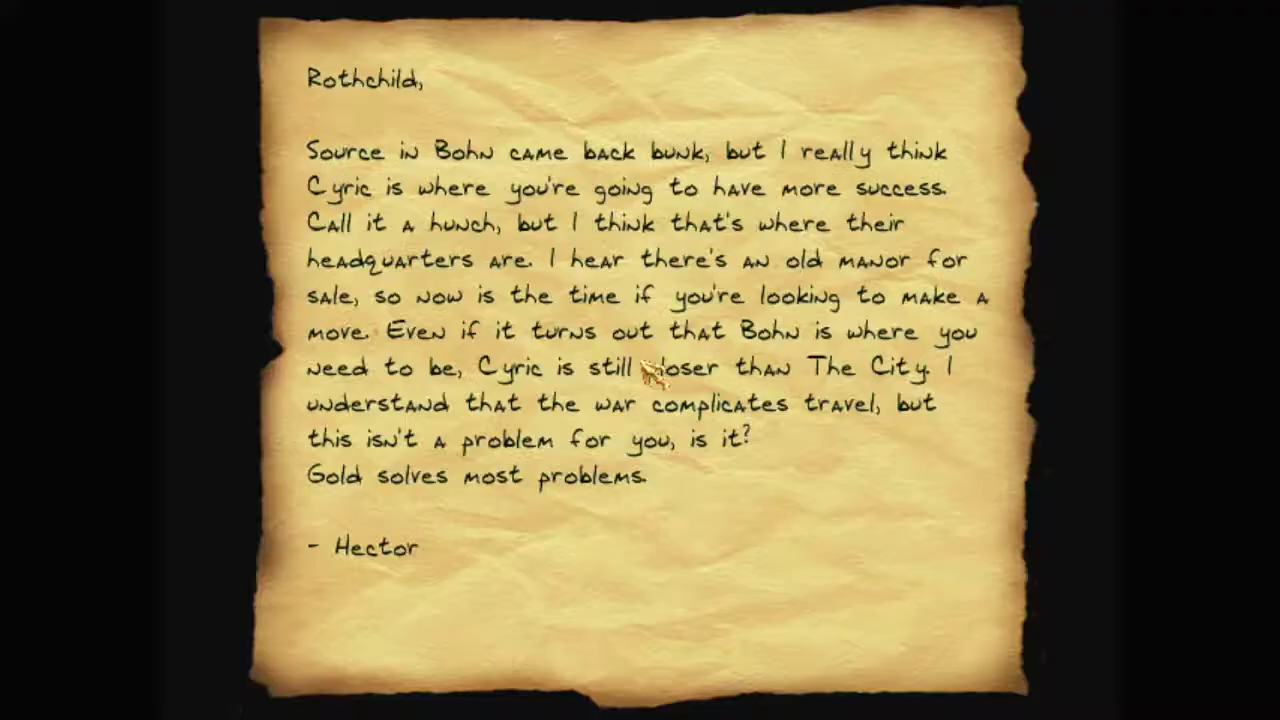 Rothchild,
Source in Bohn came back bunk, but I really think
Cyric is where you're going to have more success.
Call it a hunch, but I think that's where their
headquarters are. I hear there's an old manor for
sale, so now is the time if you're looking to make a
move. Even if it turns out that Bohn is where you
need to be, Cyric is still closer than The City. I
understand that the war complicates travel, but
this isn't a problem for you, is it?
Gold solves most problems.
- Hector